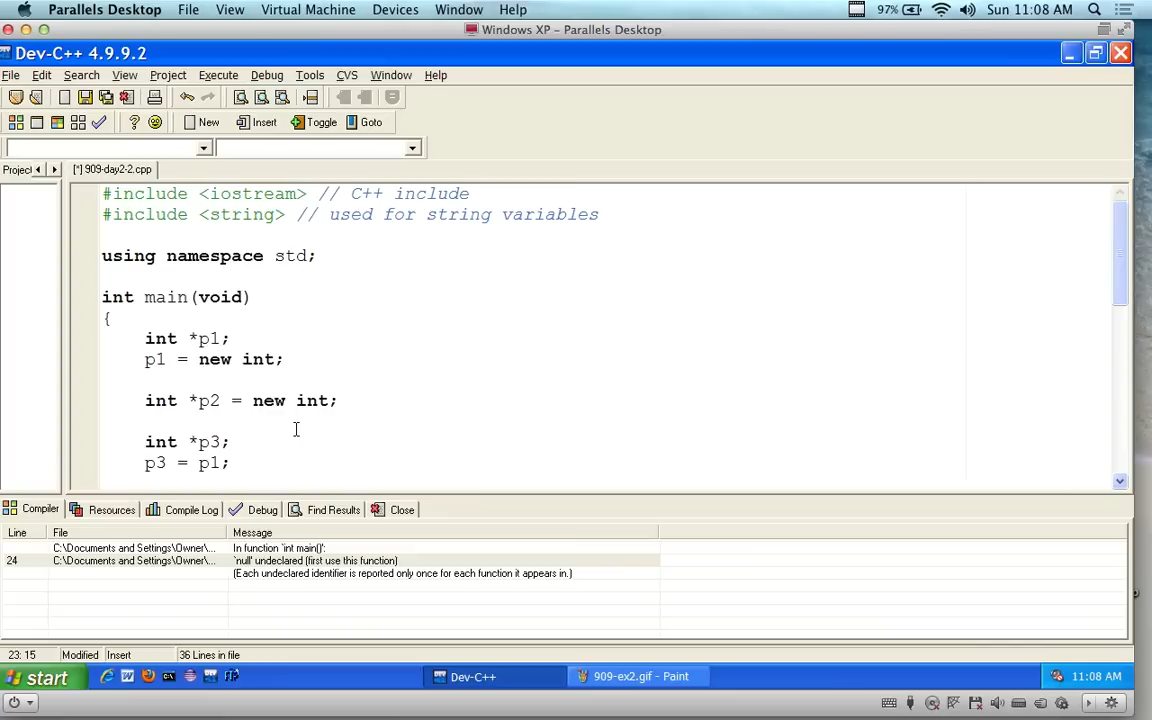 Parallels Desktop File View Virtual Machine Devices Window Help 97% Sun 11:08 AM
Windows XP - Parallels Desktop
Dev-C++ 4.9.9.2
File Edit Search View Project Execute Debug Tools CVS Window Help
New Insert Toggle Goto
Project [*] 909-day2-2.cpp
#include <iostream> // C++ include
#include <string> // used for string variables
using namespace std;
int main(void)
{
int *p1;
p1 = new int;
int *p2 = new int;
int *p3;
p3 = p1;
Compiler Resources Compile Log Debug Find Results Close
Line File Message
C:\Documents and Settings\Owner\... In function `int main()':
24 C:\Documents and Settings\Owner\... `null' undeclared (first use this function)
C:\Documents and Settings\Owner\... (Each undeclared identifier is reported only once for each function it appears in.)
23: 15 Modified Insert 36 Lines in file
start Dev-C++ 909-ex2.gif - Paint 11:08 AM